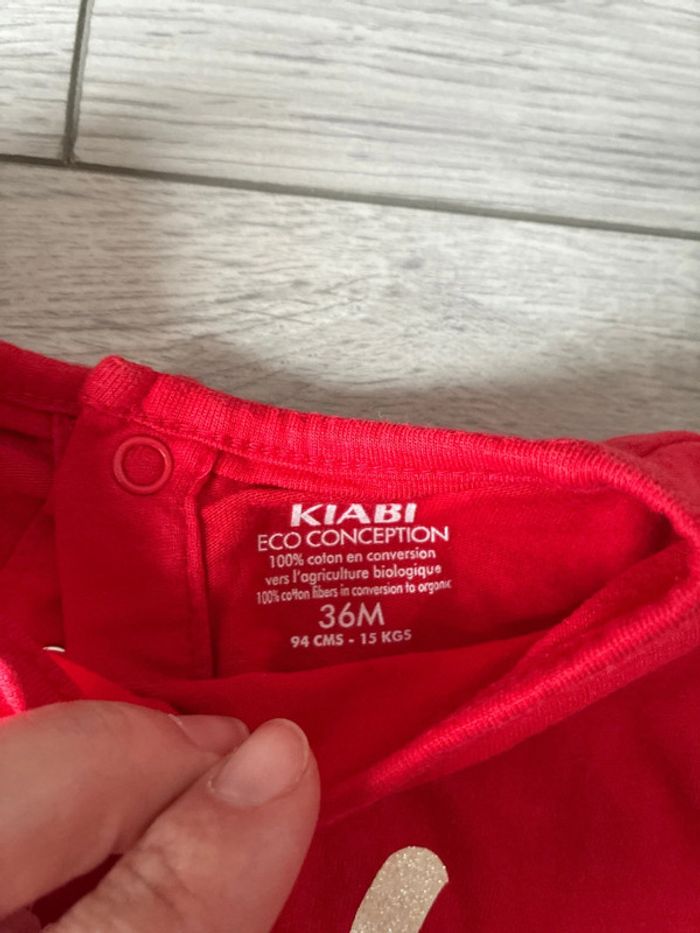 KIABI
ECO CONCEPTION
100% coton en conversion
vers l'agriculture biologique
100% cotton fibers in conversion to organic
36M
94 CMS - 15 KGS